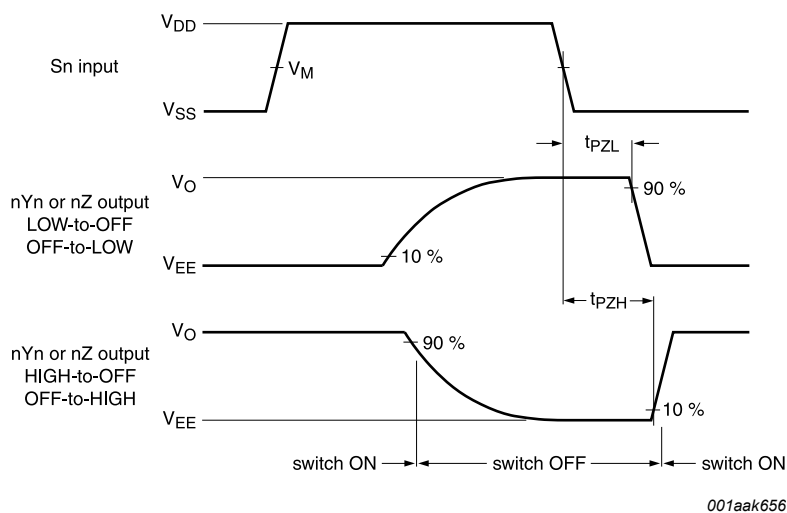 VDD
Sn input
VM
VSS
tPZL
VO
90 %
nYn or nZ output
LOW-to-OFF
OFF-to-LOW
10 %
VEE
tPZH
VO
nYn or nZ output
HIGH-to-OFF
OFF-to-HIGH
90 %
10 %
VEE
switch ON
switch OFF
switch ON
001aak656